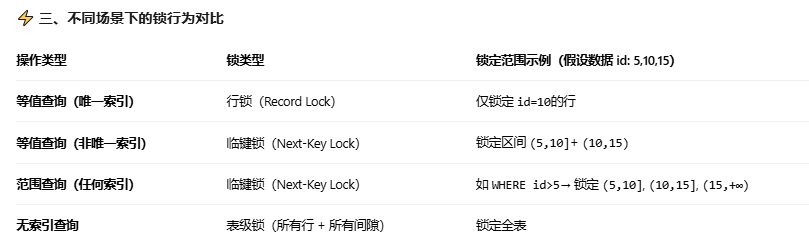 ⚡ 三、不同场景下的锁行为对比
操作类型 锁类型 锁定范围示例（假设数据 id: 5,10,15）
等值查询（唯一索引） 行锁（Record Lock） 仅锁定 id=10的行
等值查询（非唯一索引） 临键锁（Next-Key Lock） 锁定区间 (5,10]+ (10,15)
范围查询（任何索引） 临键锁（Next-Key Lock） 如 WHERE id>5→ 锁定 (5,10], (10,15], (15,+∞)
无索引查询 表级锁（所有行 + 所有间隙） 锁定全表